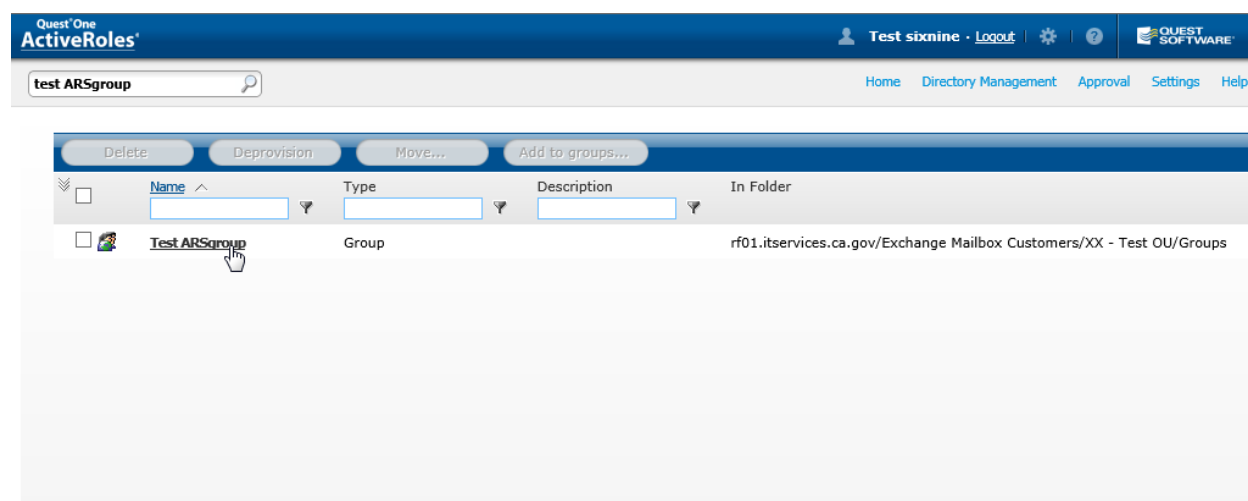 Quest One
ActiveRoles
Test sixnine · Logout
QUEST SOFTWARE
test ARSgroup
Home Directory Management Approval Settings Help
Delete Deprovision Move... Add to groups...
Name Type Description In Folder
Test ARSgroup Group rf01.itservices.ca.gov/Exchange Mailbox Customers/XX - Test OU/Groups